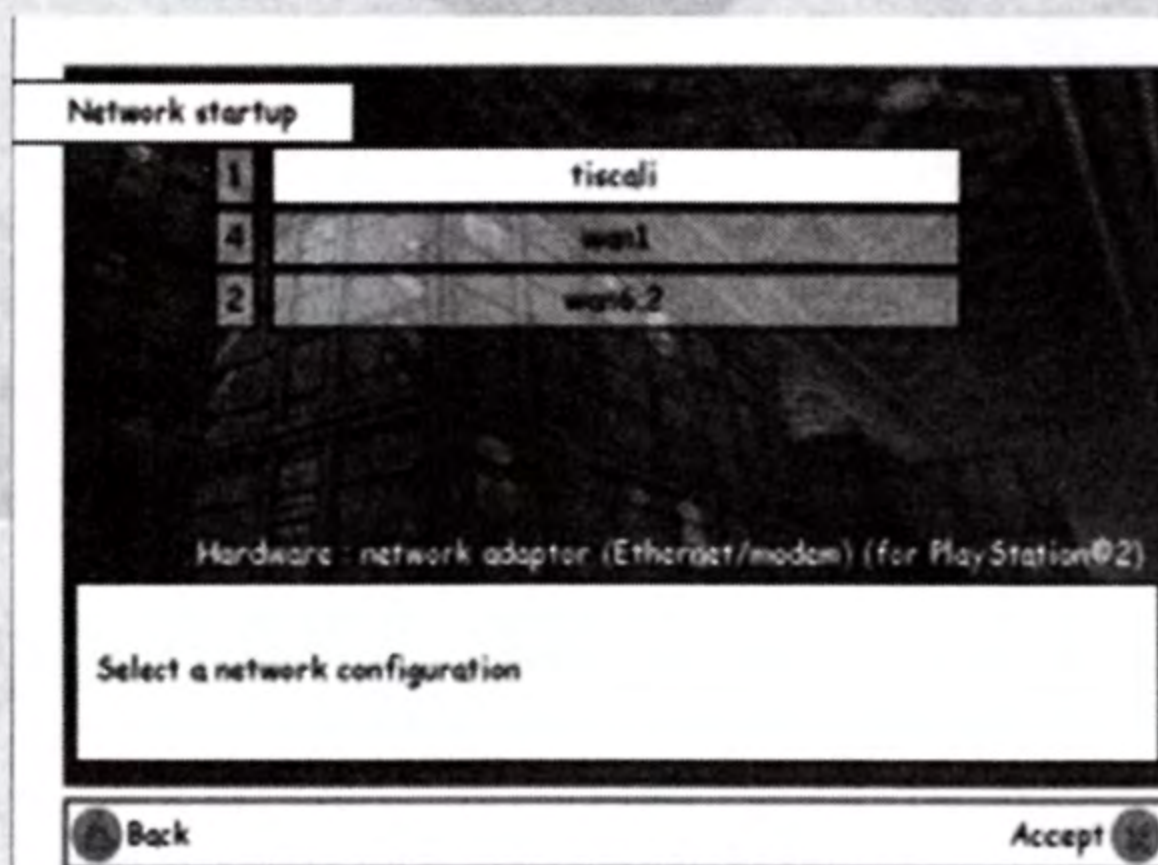 Network startup
1 tiscali
4 wan1
2 wan6.2
Hardware : network adaptor (Ethernet/modem) (for PlayStation©2)
Select a network configuration
Back Accept